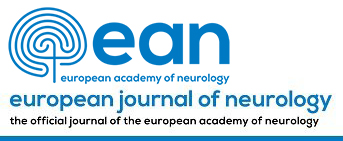 ean
european academy of neurology
european journal of neurology
the official journal of the european academy of neurology